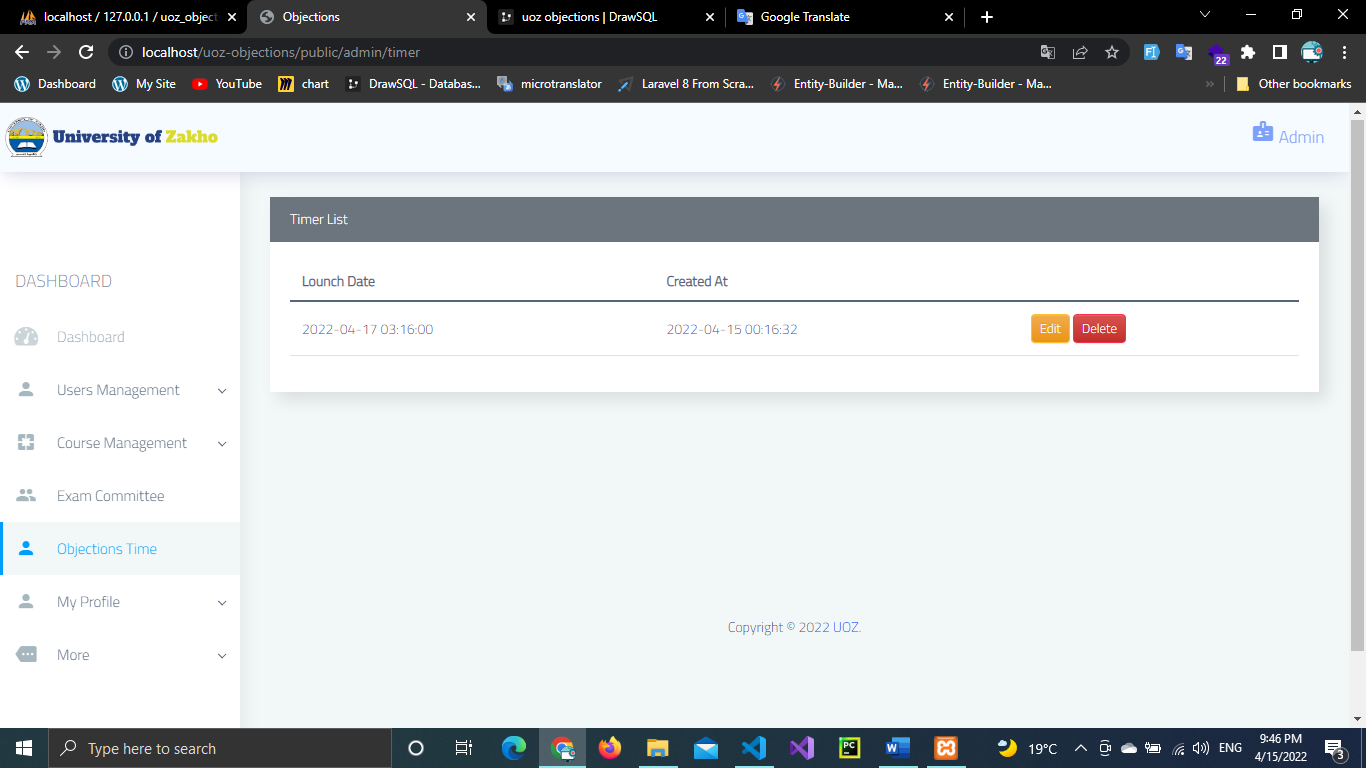 localhost / 127.0.0.1 / uoz_object
Objections
uoz objections | DrawSQL
Google Translate
localhost/uoz-objections/public/admin/timer
22
Dashboard
My Site
YouTube
chart
DrawSQL - Databas...
microtranslator
Laravel 8 From Scra...
Entity-Builder - Ma...
Entity-Builder - Ma...
»
Other bookmarks
University of Zakho
Admin
Timer List
DASHBOARD
Dashboard
Users Management
Course Management
Exam Committee
Objections Time
My Profile
More
Lounch Date
Created At
2022-04-17 03:16:00
2022-04-15 00:16:32
Edit
Delete
Copyright © 2022 UOZ.
Type here to search
19°C
ENG
9:46 PM
4/15/2022
3